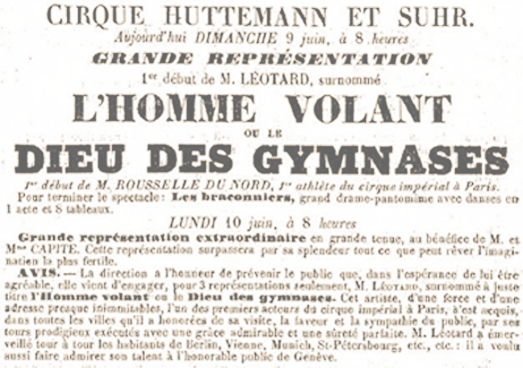 CIRQUE HUTTEMANN ET SUHR.
Aujourd'hui DIMANCHE 9 juin, à 8 heures
GRANDE REPRÉSENTATION
1er début de M. LÉOTARD, surnommé
L'HOMME VOLANT
OU LE
DIEU DES GYMNASES
1er début de M. ROUSSELLE DU NORD, 1er athlète du cirque impérial à Paris.
Pour terminer le spectacle: Les braconniers, grand drame-pantomime avec danses en
1 acte et 8 tableaux.
LUNDI 10 juin, à 8 heures
Grande représentation extraordinaire en grande tenue, au bénéfice de M. et
Mme CAPITE. Cette représentation surpassera par sa splendeur tout ce que peut rêver l'imagi-
nation la plus fertile.
AVIS. — La direction a l'honneur de prévenir le public que, dans l'espérance de lui être
agréable, elle vient d'engager, pour 3 représentations seulement, M. LÉOTARD, surnommé à juste
titre l'Homme volant ou le Dieu des gymnases. Cet artiste, d'une force et d'une
adresse presque inimitables, l'un des premiers acteurs du cirque impérial à Paris, s'est acquis,
dans toutes les villes qu'il a honorées de sa visite, la faveur et la sympathie du public, par ses
tours prodigieux exécutés avec une grâce admirable et une sûreté parfaite. M. Léotard a émer-
veillé tour à tour les habitants de Berlin, Vienne, Munich, St-Pétersbourg, etc., etc.: il a voulu
aussi faire admirer son talent à l'honorable public de Genève.